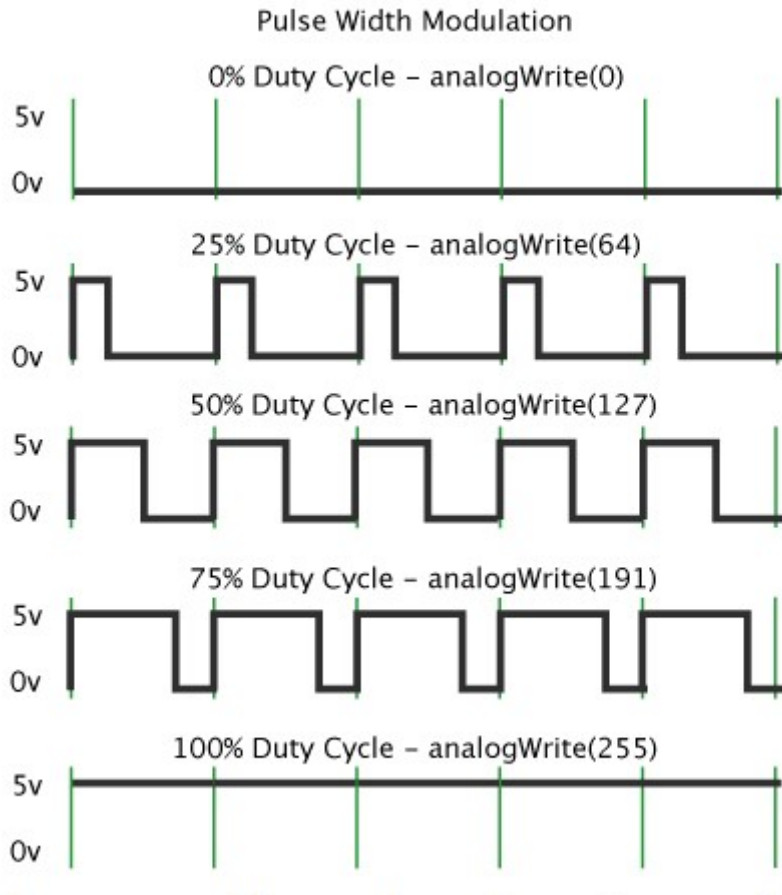 Pulse Width Modulation
0% Duty Cycle – analogWrite(0)
5v
0v
25% Duty Cycle – analogWrite(64)
5v
0v
50% Duty Cycle – analogWrite(127)
5v
0v
75% Duty Cycle – analogWrite(191)
5v
0v
100% Duty Cycle – analogWrite(255)
5v
0v